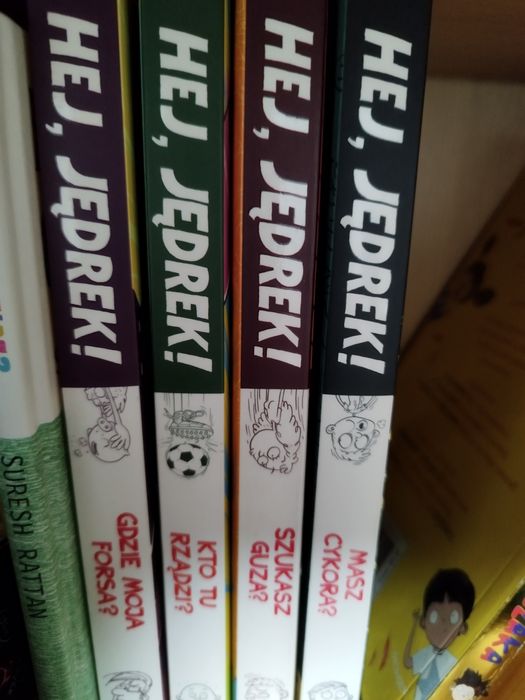 SURESH RATTAN
HEJ, JĘDREK!
GDZIE MOJA
FORSA?
HEJ, JĘDREK!
KTO TU
RZĄDZI?
HEJ, JĘDREK!
SZUKASZ
GUZA?
HEJ, JĘDREK!
MASZ
CYKORA?